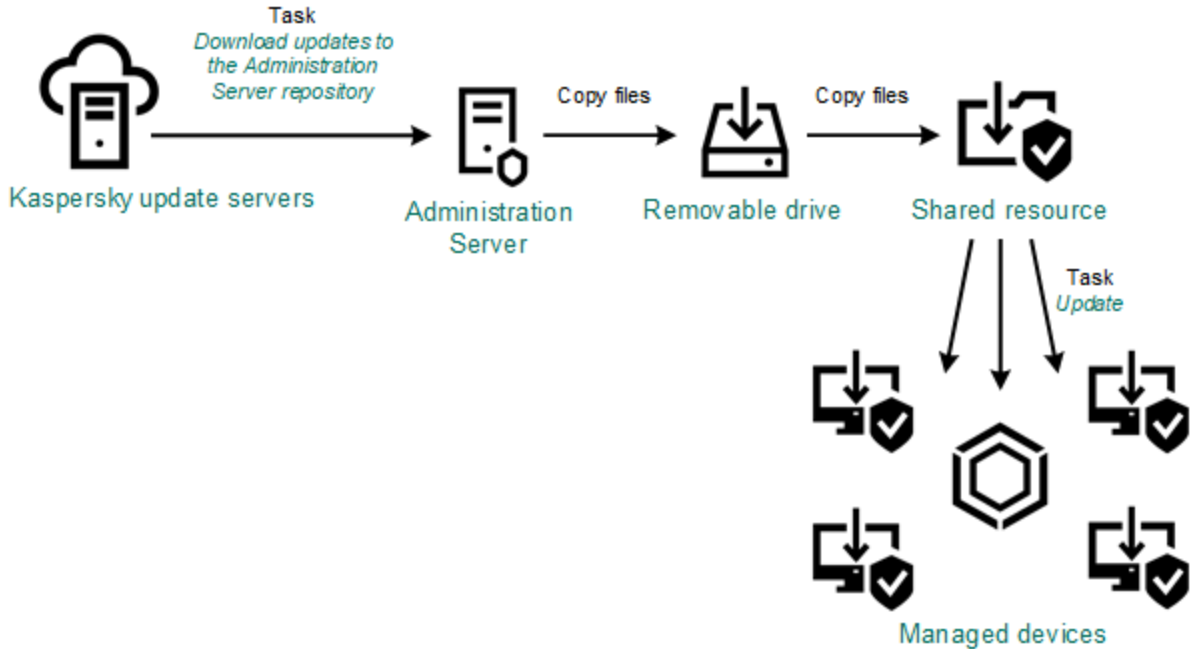 Task
Download updates to
the Administration
Server repository
Copy files
Copy files
Kaspersky update servers
Administration
Server
Removable drive
Shared resource
Task
Update
Managed devices